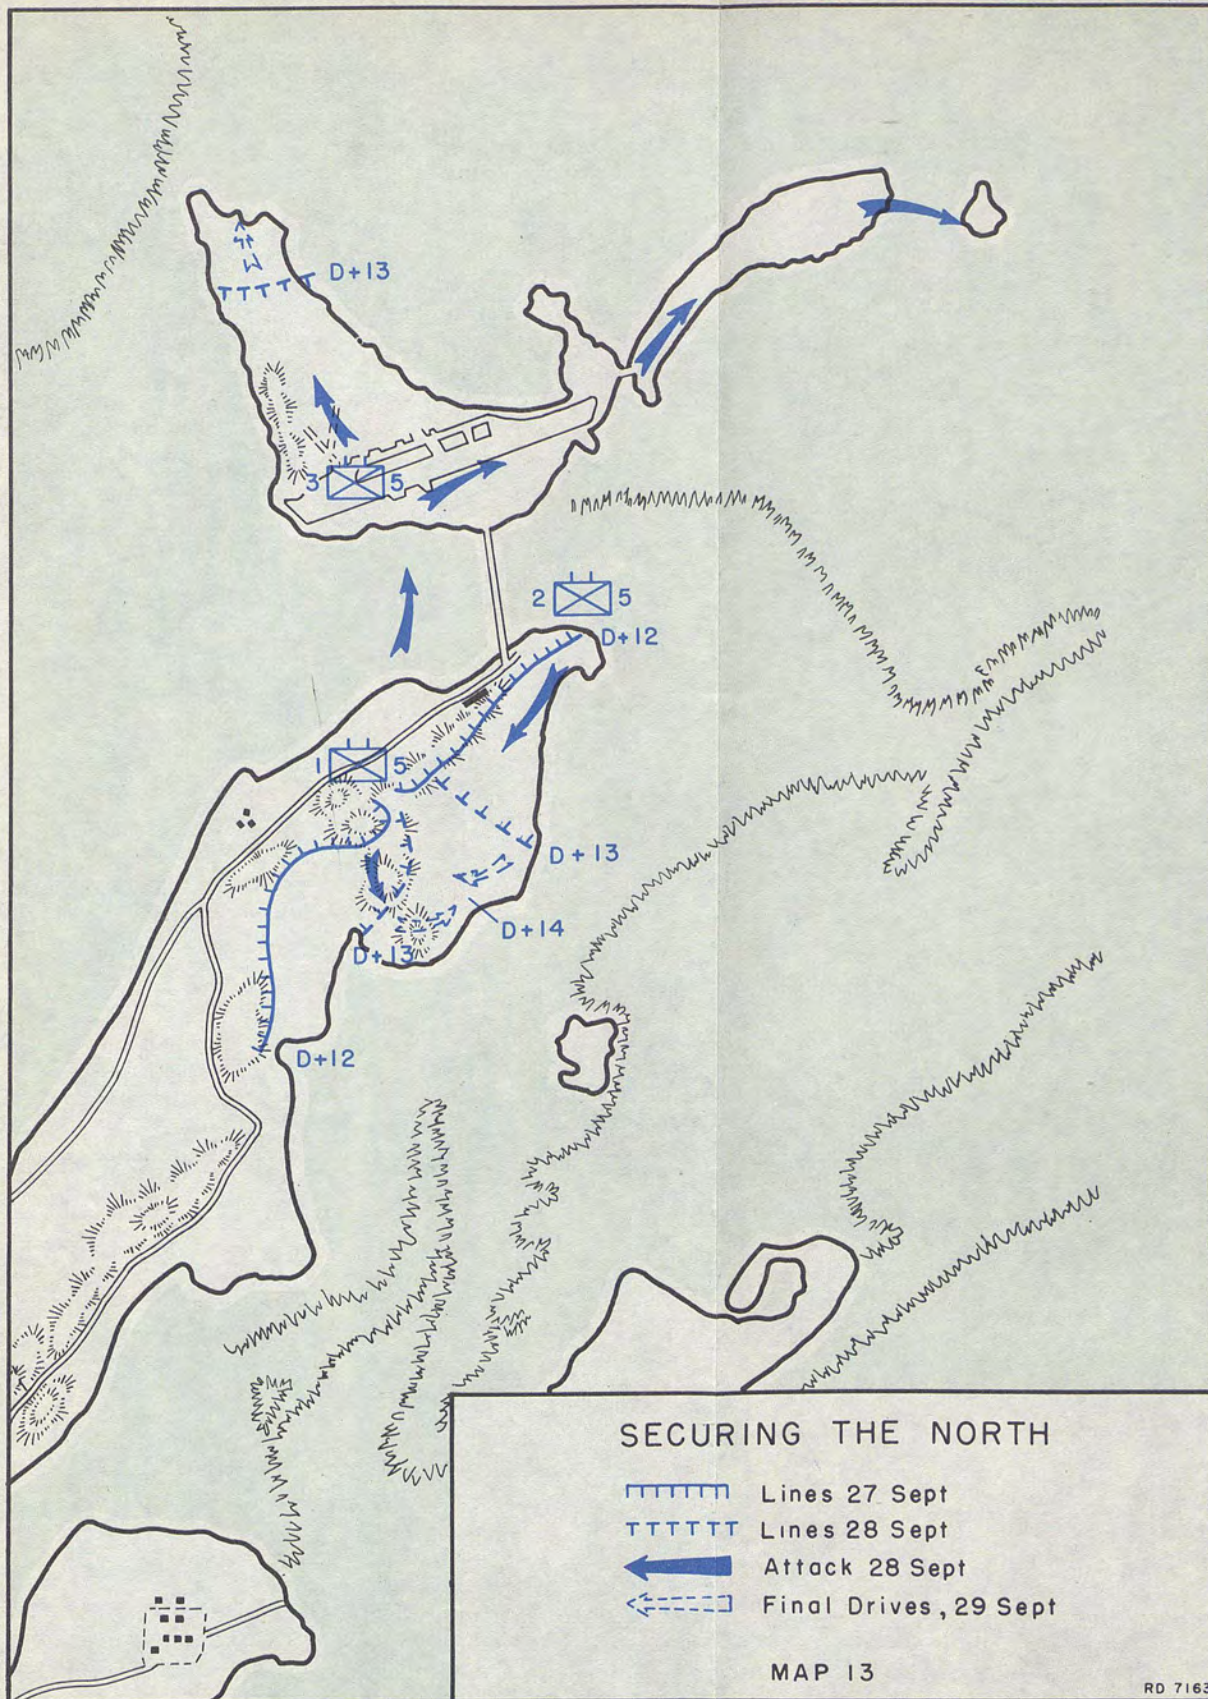 D+13
3 5
2 5
D+12
1 5
D+13
D+14
D+13
D+12
SECURING THE NORTH
Lines 27 Sept
Lines 28 Sept
Attack 28 Sept
Final Drives, 29 Sept
MAP 13
RD 7163